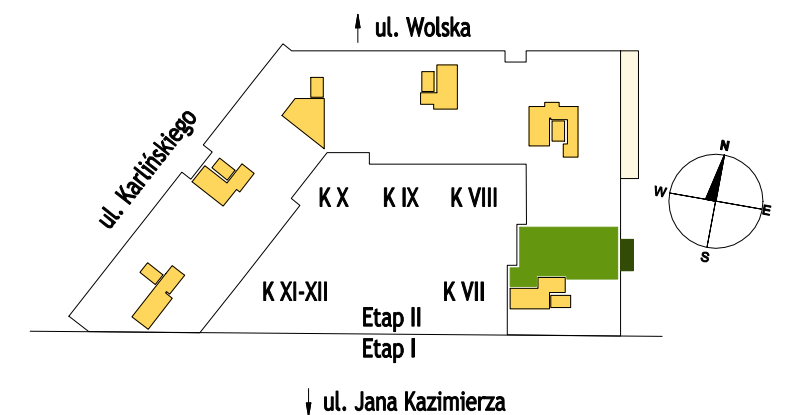 ul. Wolska
ul. Karlińskiego
N
W
E
S
K X
K IX
K VIII
K XI-XII
K VII
Etap II
Etap I
ul. Jana Kazimierza